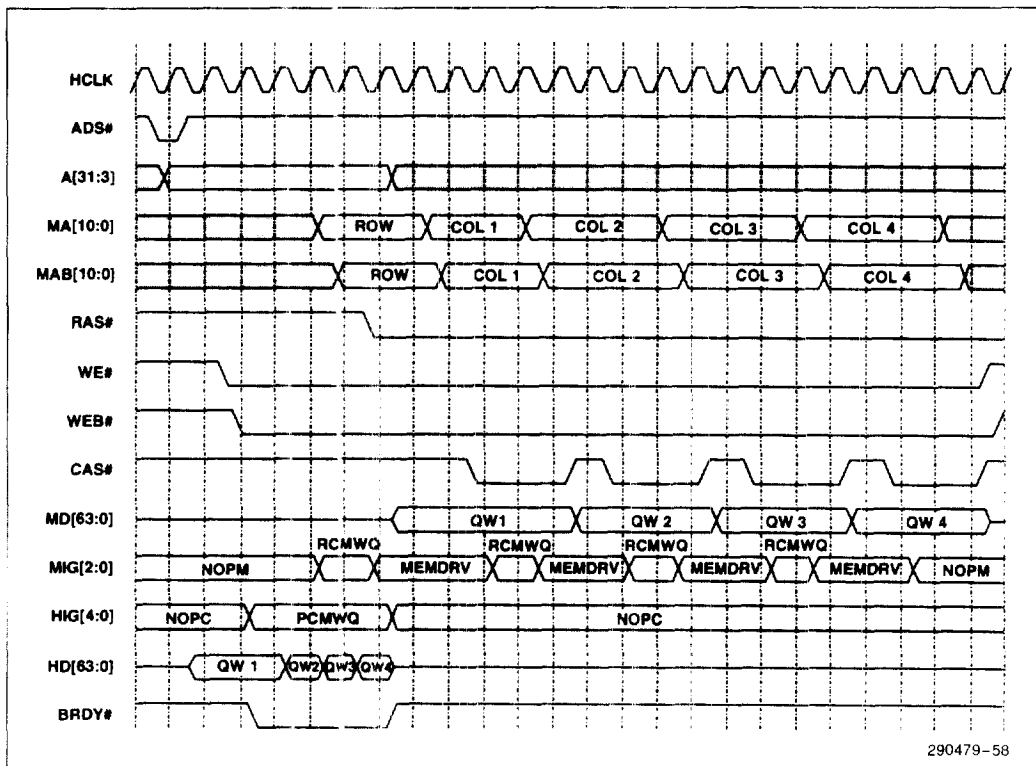 HCLK
ADS#
A[31:3]
MA[10:0] ROW COL 1 COL 2 COL 3 COL 4
MAB[10:0] ROW COL 1 COL 2 COL 3 COL 4
RAS#
WE#
WEB#
CAS#
MD[63:0] QW1 QW 2 QW 3 QW 4
RCMWQ RCMWQ RCMWQ RCMWQ
MIG[2:0] NOPM MEMDRV MEMDRV MEMDRV MEMDRV NOPM
HIG[4:0] NOPC PCMWQ NOPC
HD[63:0] QW 1 QW2 QW3 QW4
BRDY#
290479-58